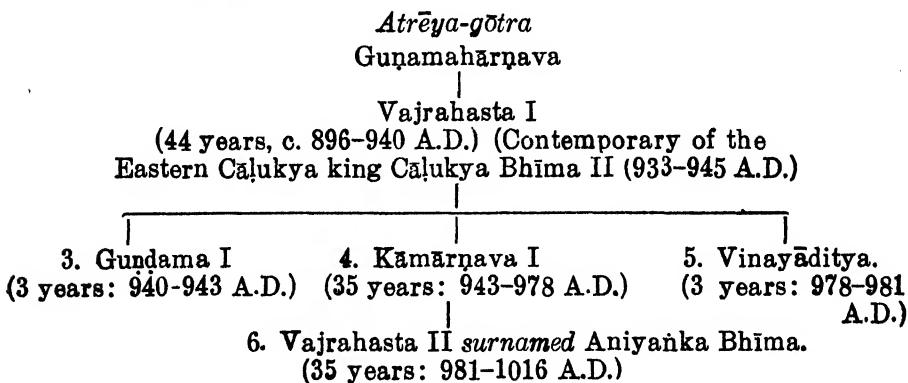 Atrēya-gōtra
Guṇamahārṇava
Vajrahasta I
(44 years, c. 896–940 A.D.) (Contemporary of the
Eastern Cāḷukya king Cāḷukya Bhīma II (933–945 A.D.)
3. Guṇḍama I 4. Kāmārṇava I 5. Vinayāditya.
(3 years: 940-943 A.D.) (35 years: 943–978 A.D.) (3 years: 978–981
A.D.)
6. Vajrahasta II surnamed Aniyaṅka Bhīma.
(35 years: 981–1016 A.D.)